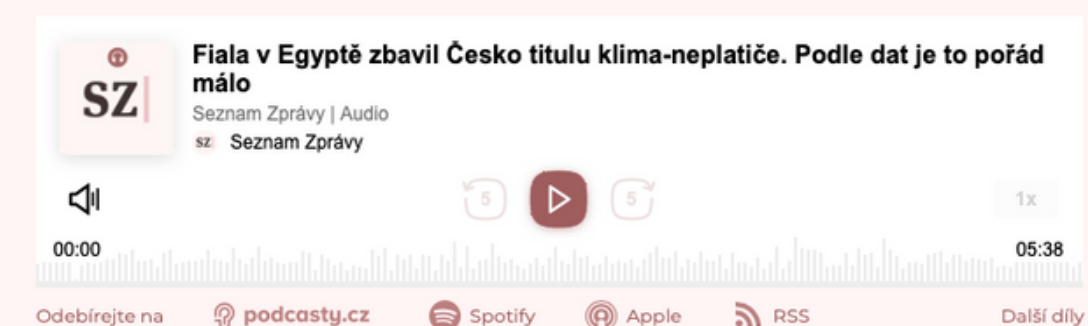 SZ
Fiala v Egyptě zbavil Česko titulu klima-neplatiče. Podle dat je to pořád
málo
Seznam Zprávy | Audio
sz Seznam Zprávy
5
5
1x
00:00
05:38
Odebírejte na podcasty.cz Spotify Apple RSS Další díly